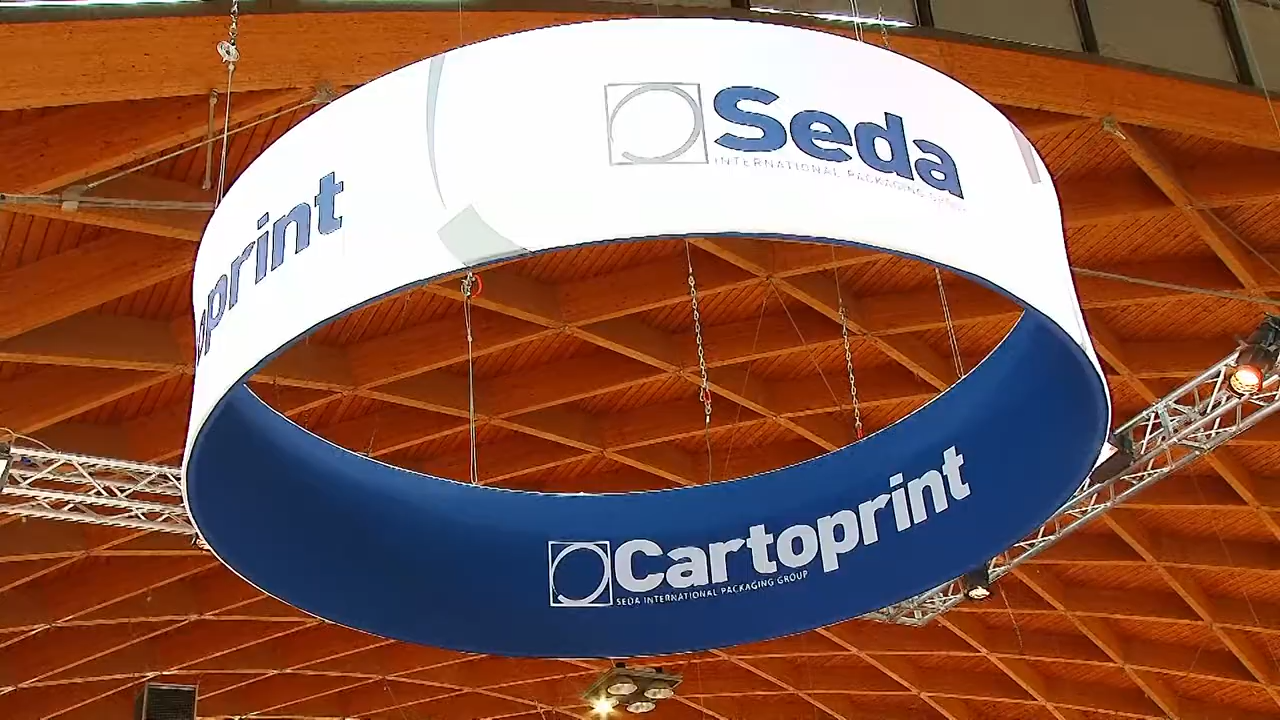 Seda
INTERNATIONAL PACKAGING GROUP
print
Cartoprint
SEDA INTERNATIONAL PACKAGING GROUP